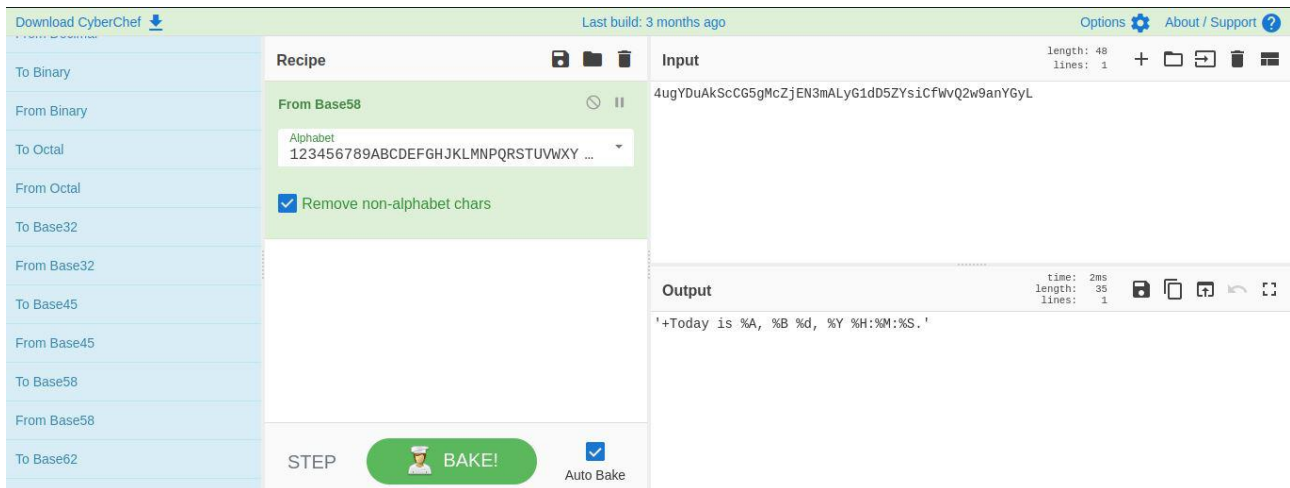 Download CyberChef
Last build: 3 months ago
Options
About / Support
To Binary
From Binary
To Octal
From Octal
To Base32
From Base32
To Base45
From Base45
To Base58
From Base58
To Base62
Recipe
From Base58
Alphabet
123456789ABCDEFGHJKLMNPQRSTUVWXY …
Remove non-alphabet chars
STEP
BAKE!
Auto Bake
Input
length: 48
lines: 1
4ugYDuAkScCG5gMcZjEN3mALyG1dD5ZYsiCfWvQ2w9anYGyL
Output
time: 2ms
length: 35
lines: 1
'+Today is %A, %B %d, %Y %H:%M:%S.'